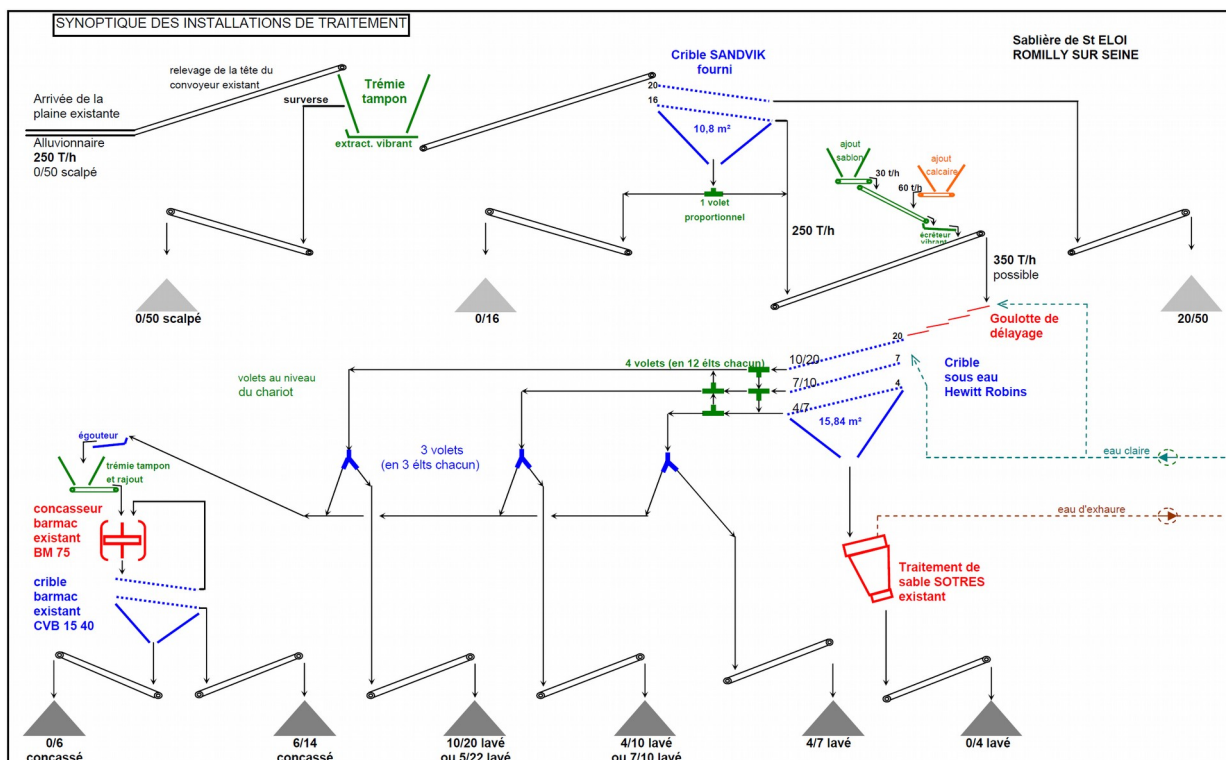 SYNOPTIQUE DES INSTALLATIONS DE TRAITEMENT
Sablière de St ELOI
ROMILLY SUR SEINE
relevage de la tête du
convoyeur existant
Arrivée de la
plaine existante
Alluvionnaire
250 T/h
0/50 scalpé
surverse
Trémie
tampon
extract. vibrant
Crible SANDVIK
fourni
20
16
10,8 m²
1 volet
proportionnel
250 T/h
ajout
sablon
30 t/h
ajout
calcaire
60 t/h
écrêteur
vibrant
350 T/h
possible
0/50 scalpé
0/16
20/50
Goulotte de
délayage
20
7
4
10/20
7/10
4/7
15,84 m²
Crible
sous eau
Hewitt Robins
4 volets (en 12 élts chacun)
volets au niveau
du chariot
3 volets
(en 3 élts chacun)
eau claire
eau d'exhaure
égouteur
trémie tampon
et rajout
concasseur
barmac
existant
BM 75
crible
barmac
existant
CVB 15 40
Traitement de
sable SOTRES
existant
0/6
concassé
6/14
concassé
10/20 lavé
ou 5/22 lavé
4/10 lavé
ou 7/10 lavé
4/7 lavé
0/4 lavé